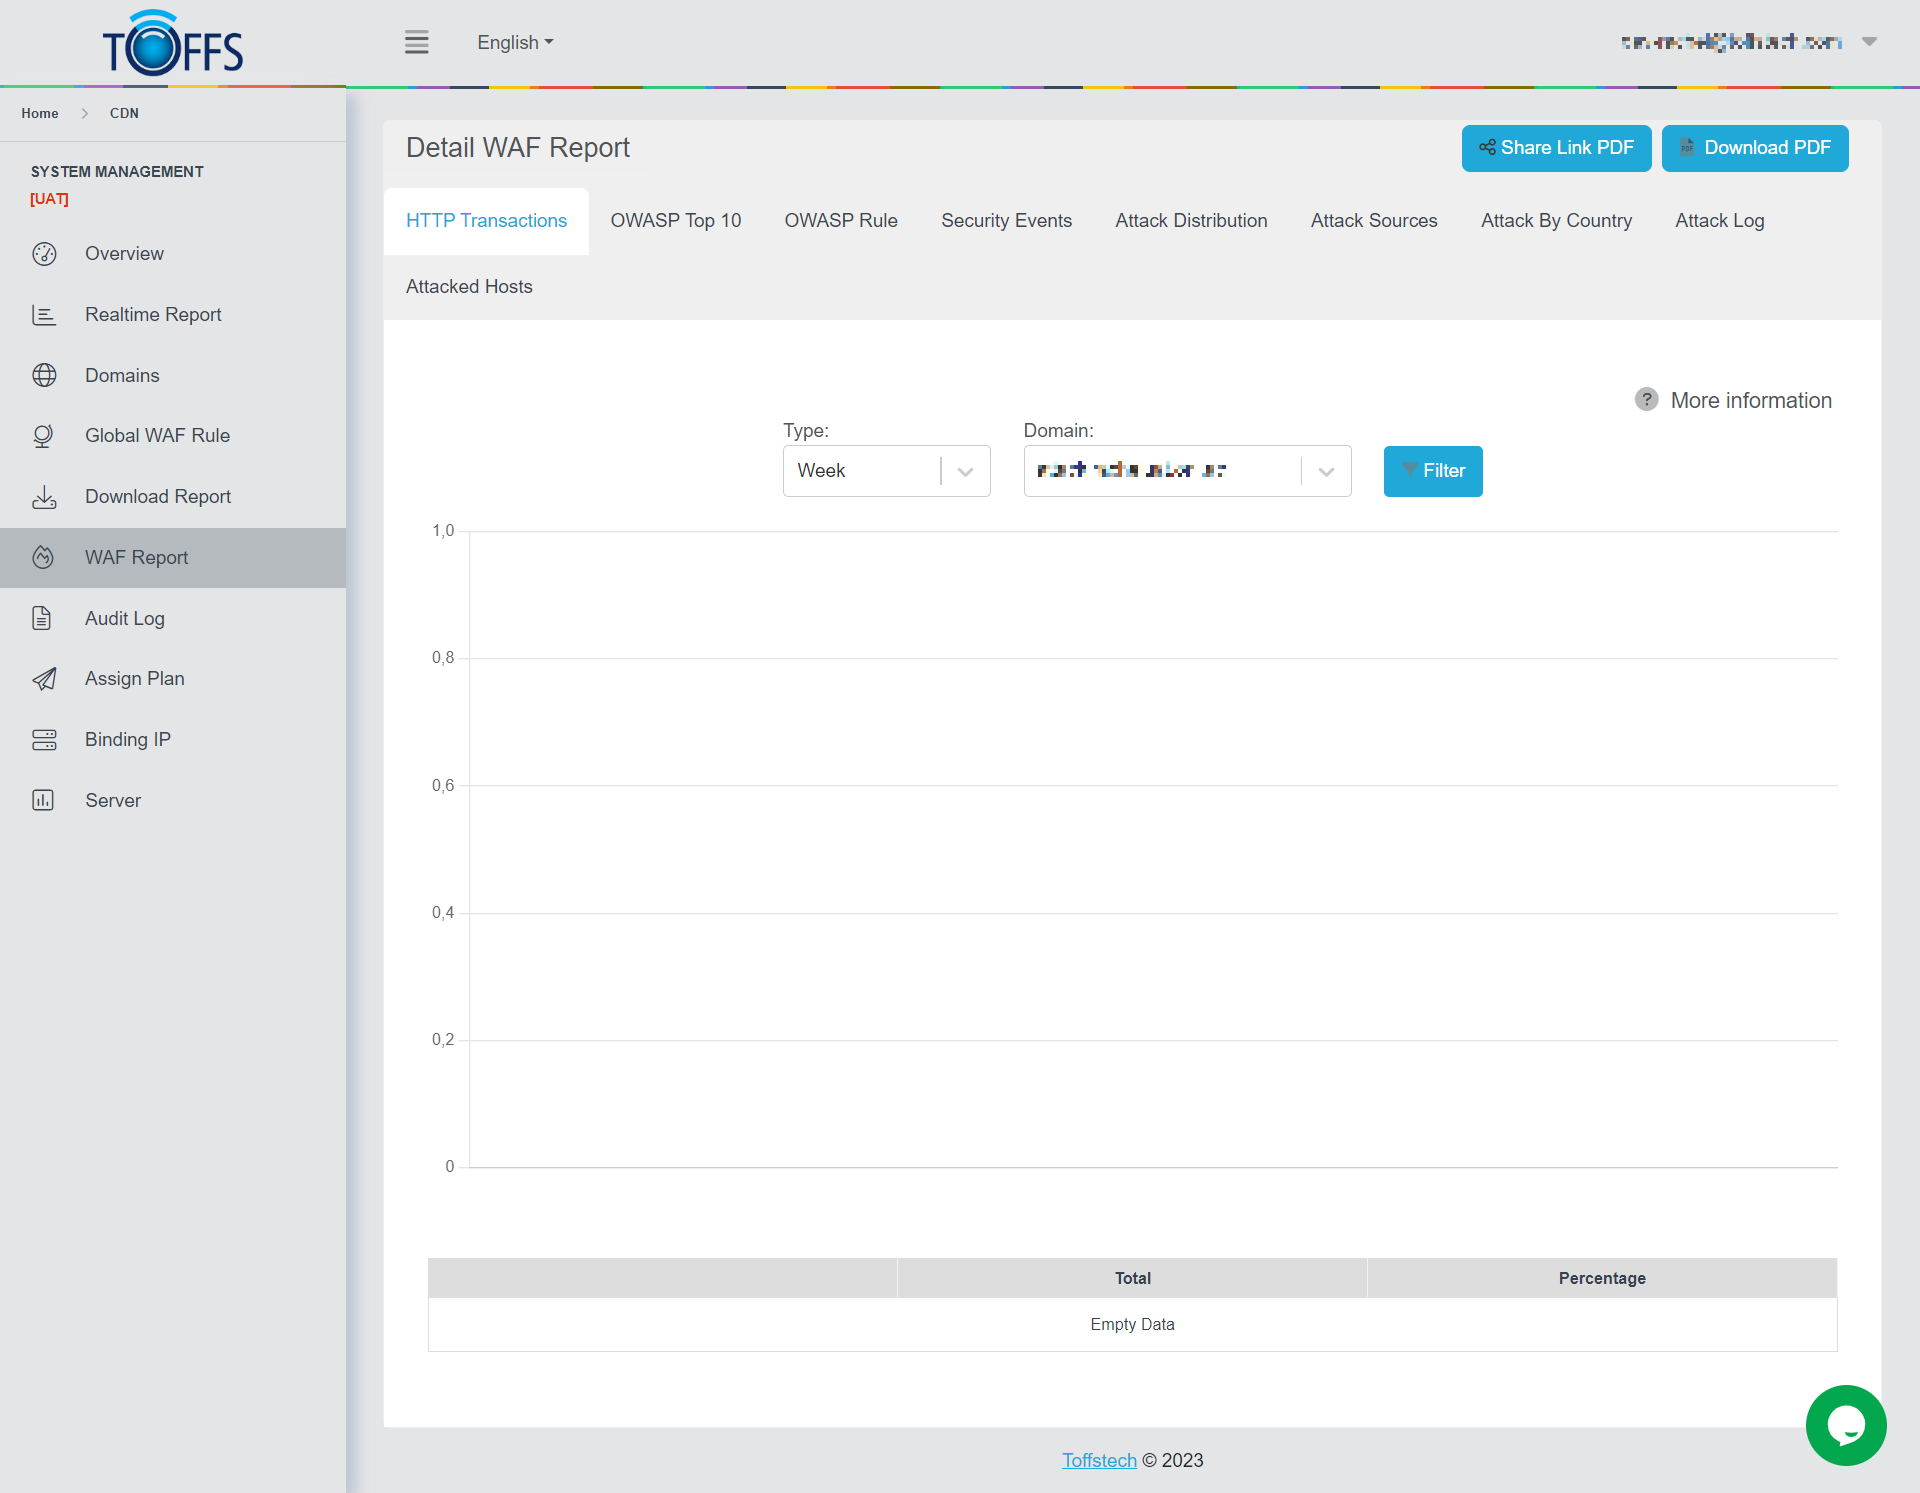 TOFFS
English
Home > CDN
SYSTEM MANAGEMENT
[UAT]
Overview
Realtime Report
Domains
Global WAF Rule
Download Report
WAF Report
Audit Log
Assign Plan
Binding IP
Server
Detail WAF Report
Share Link PDF
PDF
Download PDF
HTTP Transactions
OWASP Top 10
OWASP Rule
Security Events
Attack Distribution
Attack Sources
Attack By Country
Attack Log
Attacked Hosts
? More information
Type:
Week
Domain:
Filter
1,0
0,8
0,6
0,4
0,2
0
Total
Percentage
Empty Data
Toffstech © 2023